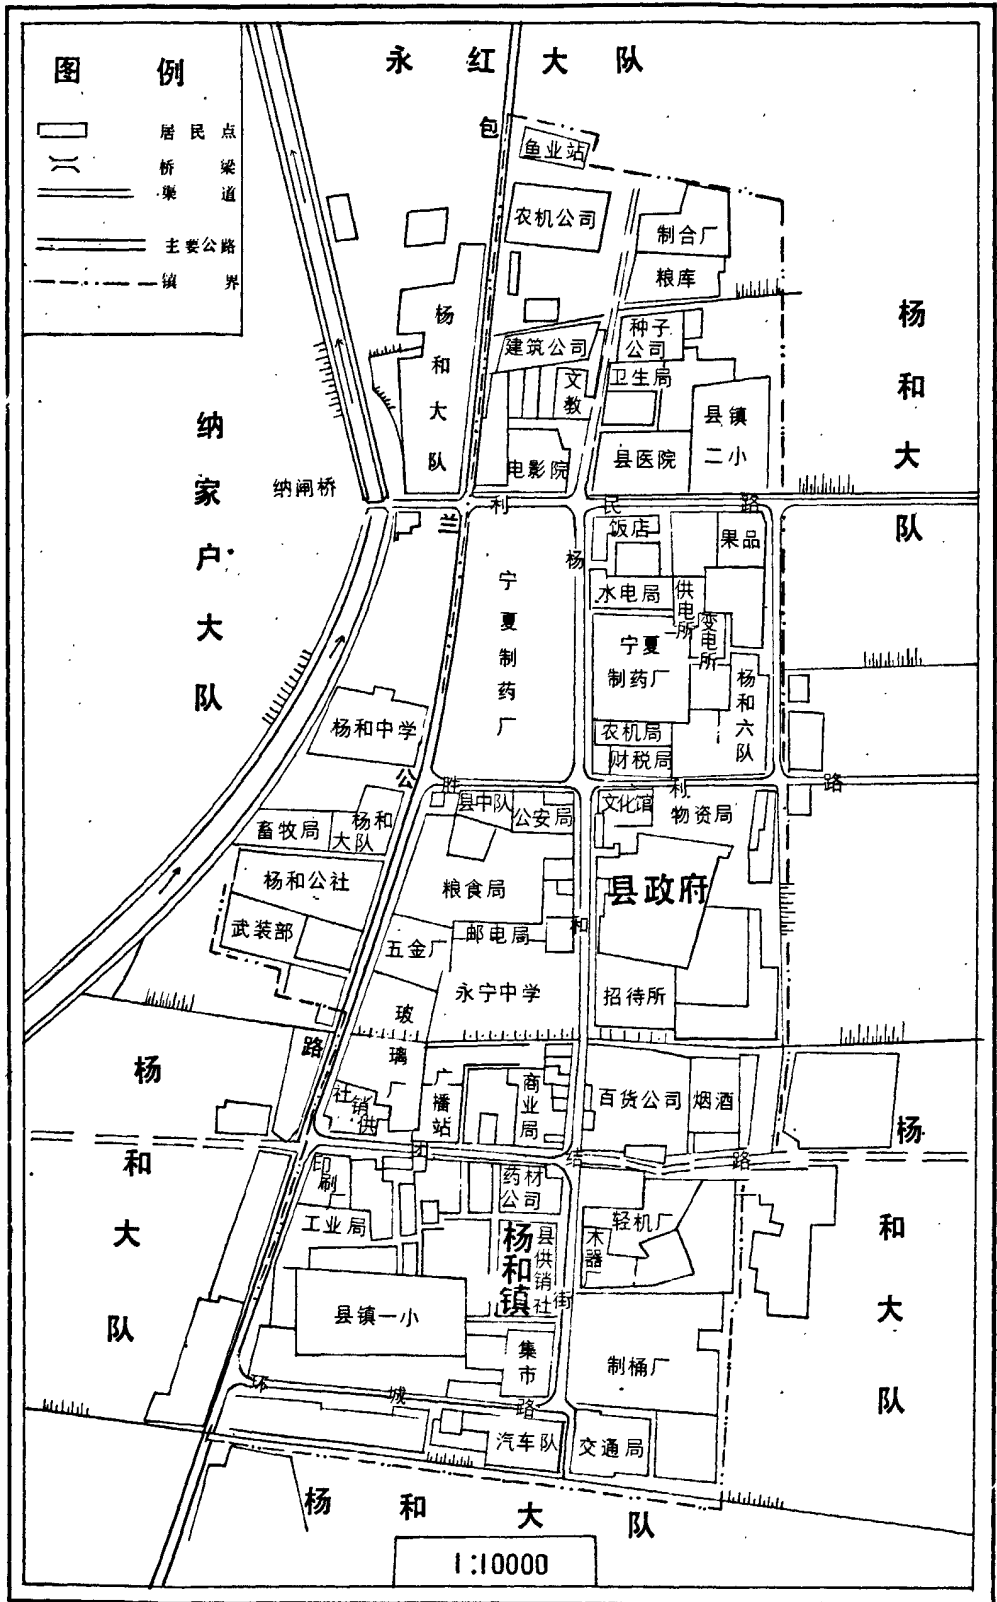 图例
居民点
桥梁
渠道
主要公路
镇界
永红大队
包兰公路
鱼业站
农机公司
制合厂
粮库
杨和大队
建筑公司
种子公司
文教
卫生局
县镇二小
电影院
县医院
杨和大队
纳家户大队
纳闸桥
利民路
饭店
果品
杨和街
宁夏制药厂
水电局
供电所
变电所
宁夏制药厂
杨和六队
农机局
财税局
杨和中学
胜利路
县中队
公安局
文化馆
物资局
畜牧局
杨和大队
杨和公社
武装部
粮食局
县政府
五金厂
邮电局
永宁中学
招待所
玻璃厂
广播站
商业局
百货公司
烟酒
社销供
团结路
杨和大队
杨和大队
印刷
药材公司
工业局
杨和镇
县供销社
轻机厂
木器
县镇一小
集市
制桶厂
环城路
汽车队
交通局
杨和大队
1:10000